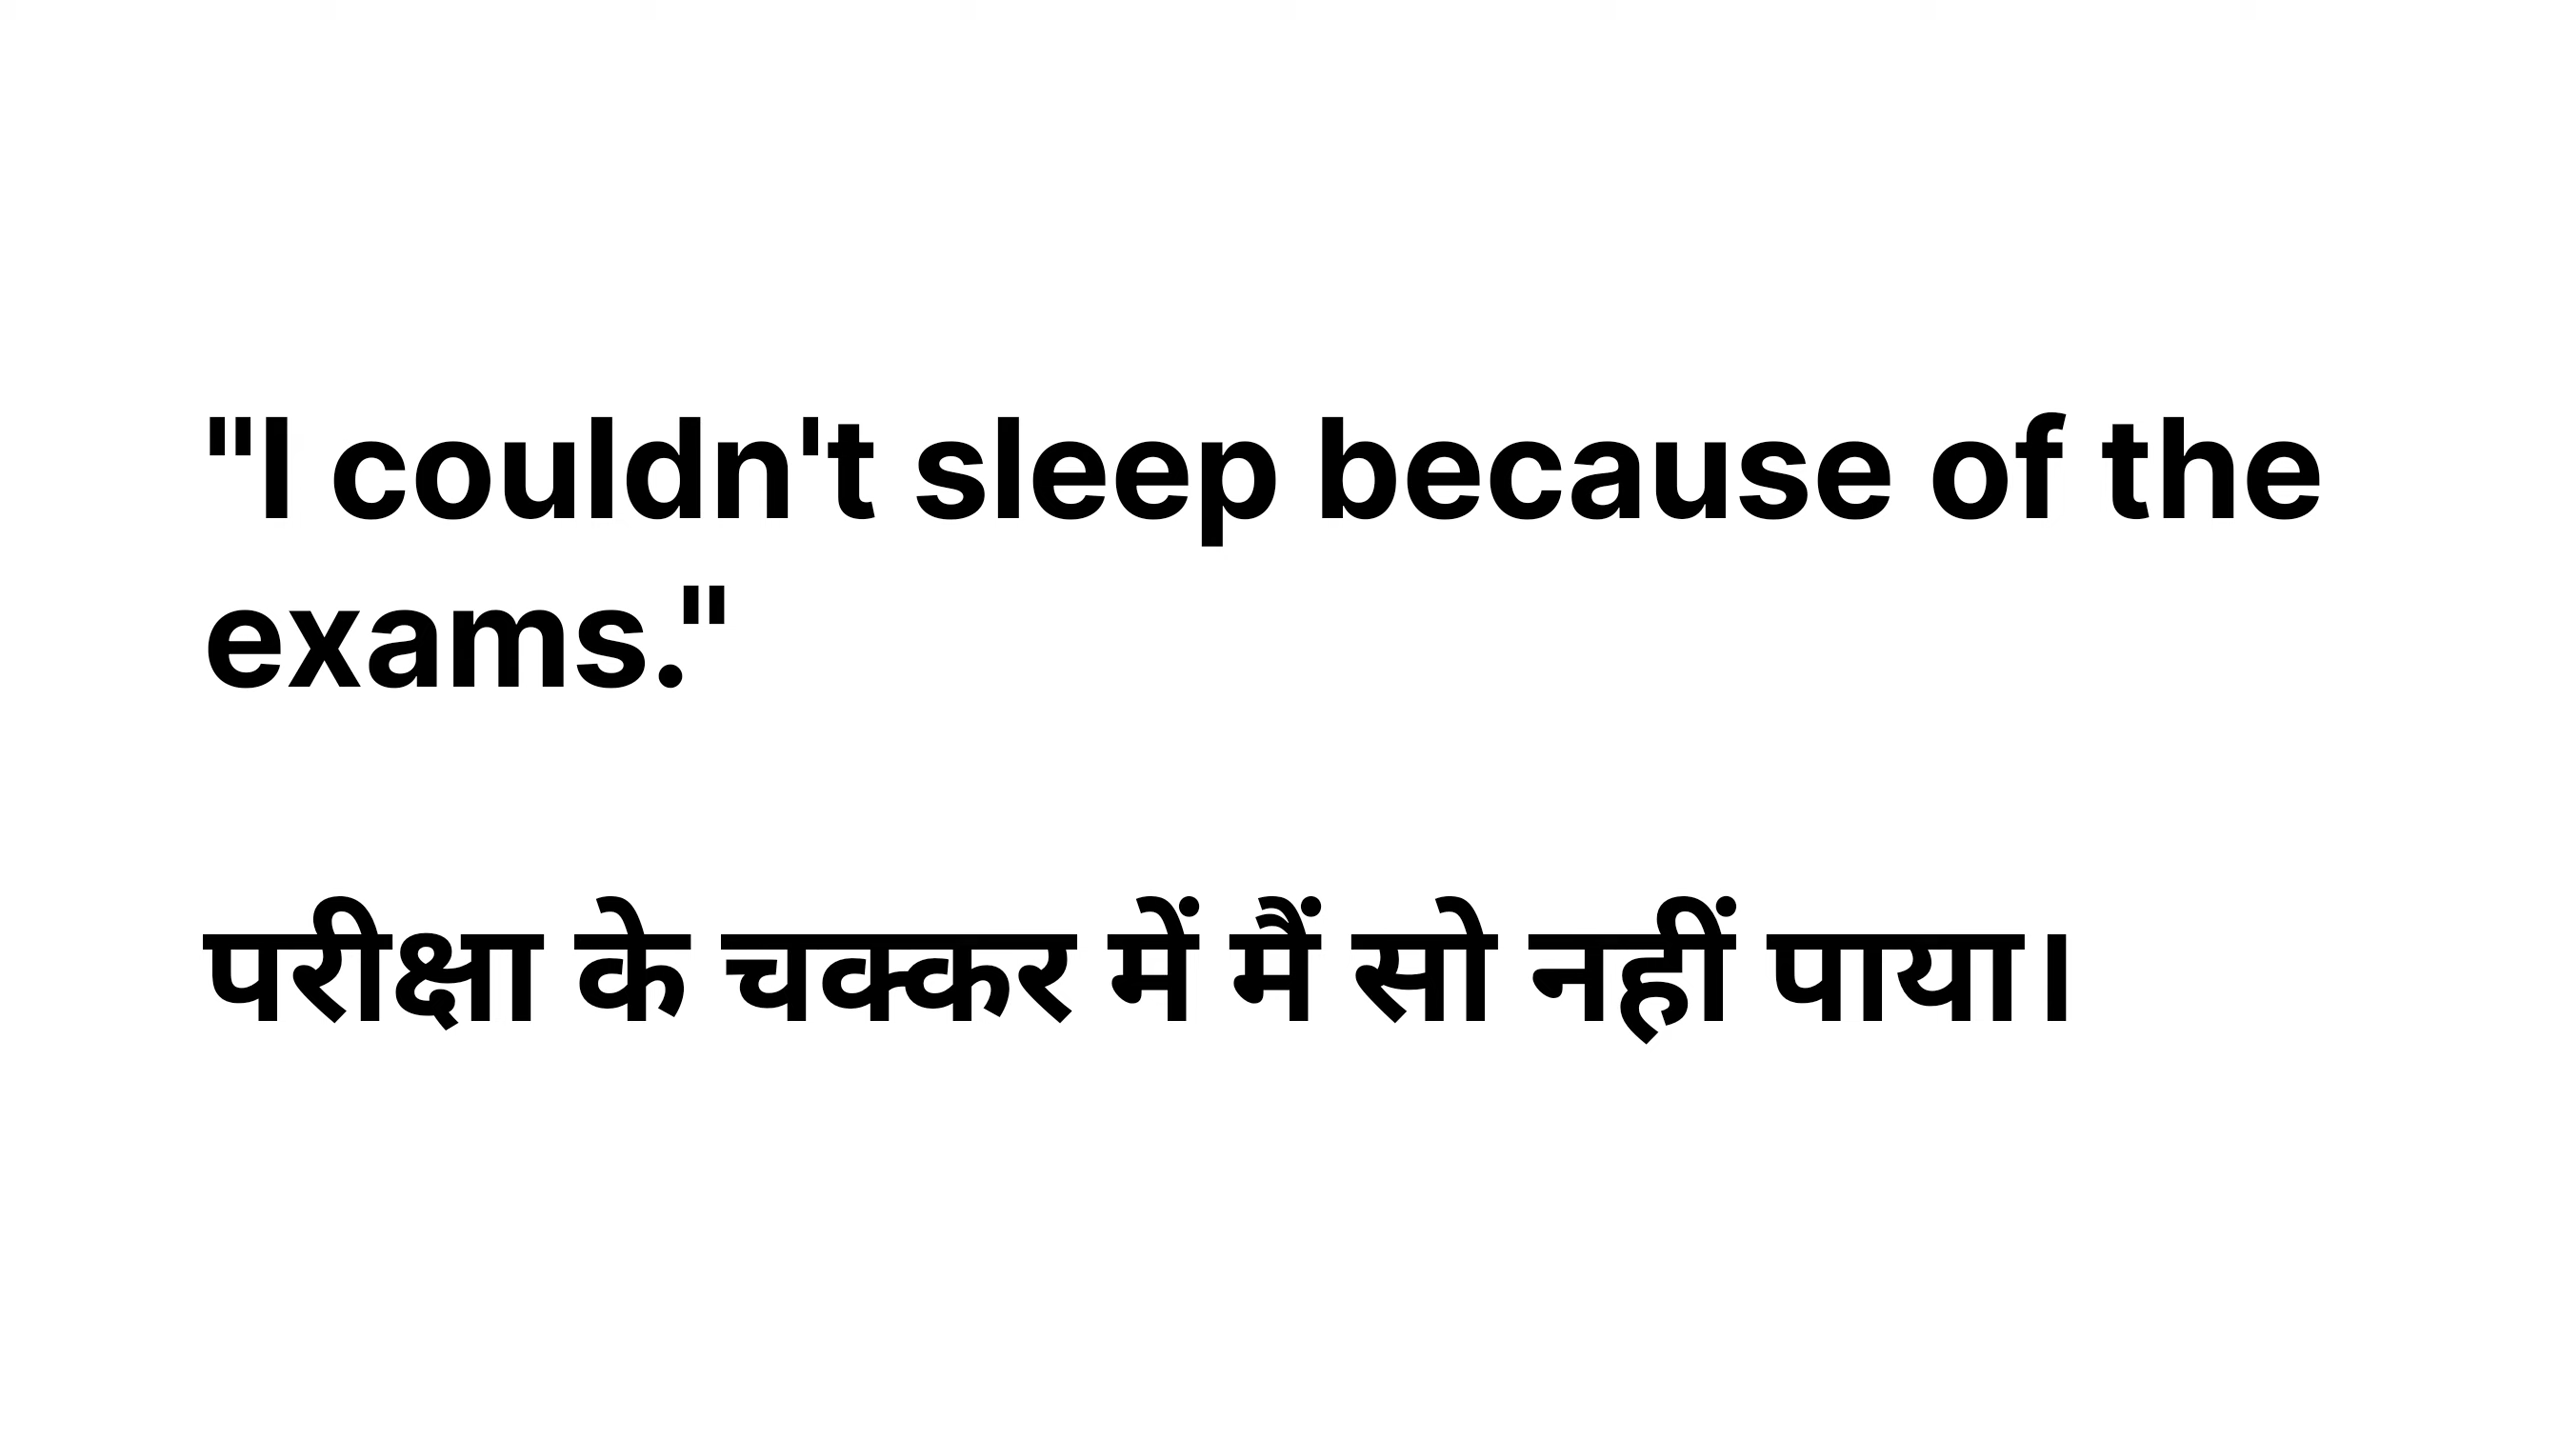 "I couldn't sleep because of the
exams."
परीक्षा के चक्कर में मैं सो नहीं पाया।